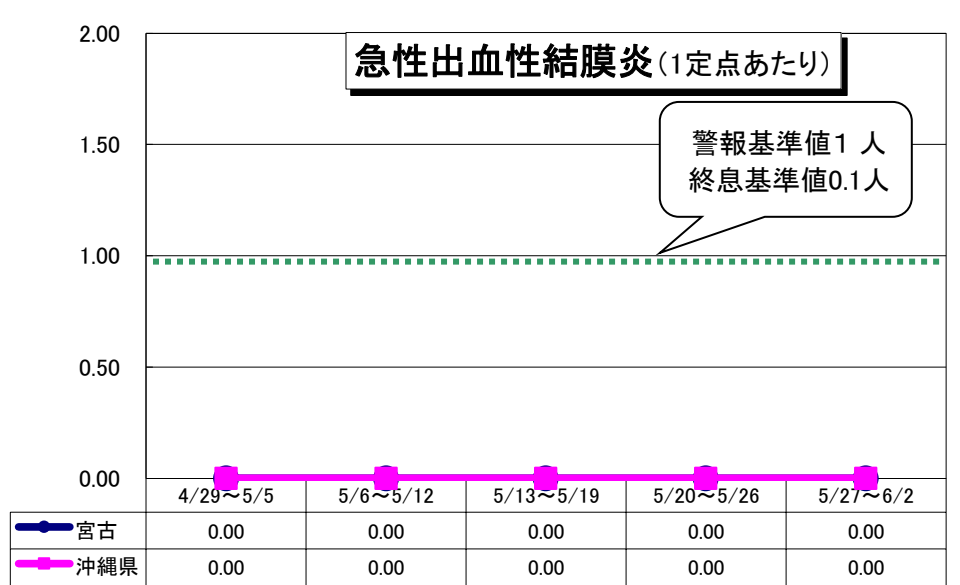 急性出血性結膜炎(1定点あたり)
警報基準値1 人
終息基準値0.1人
2.00
1.50
1.00
0.50
0.00
4/29～5/5 5/6～5/12 5/13～5/19 5/20～5/26 5/27～6/2
宮古 0.00 0.00 0.00 0.00 0.00
沖縄県 0.00 0.00 0.00 0.00 0.00